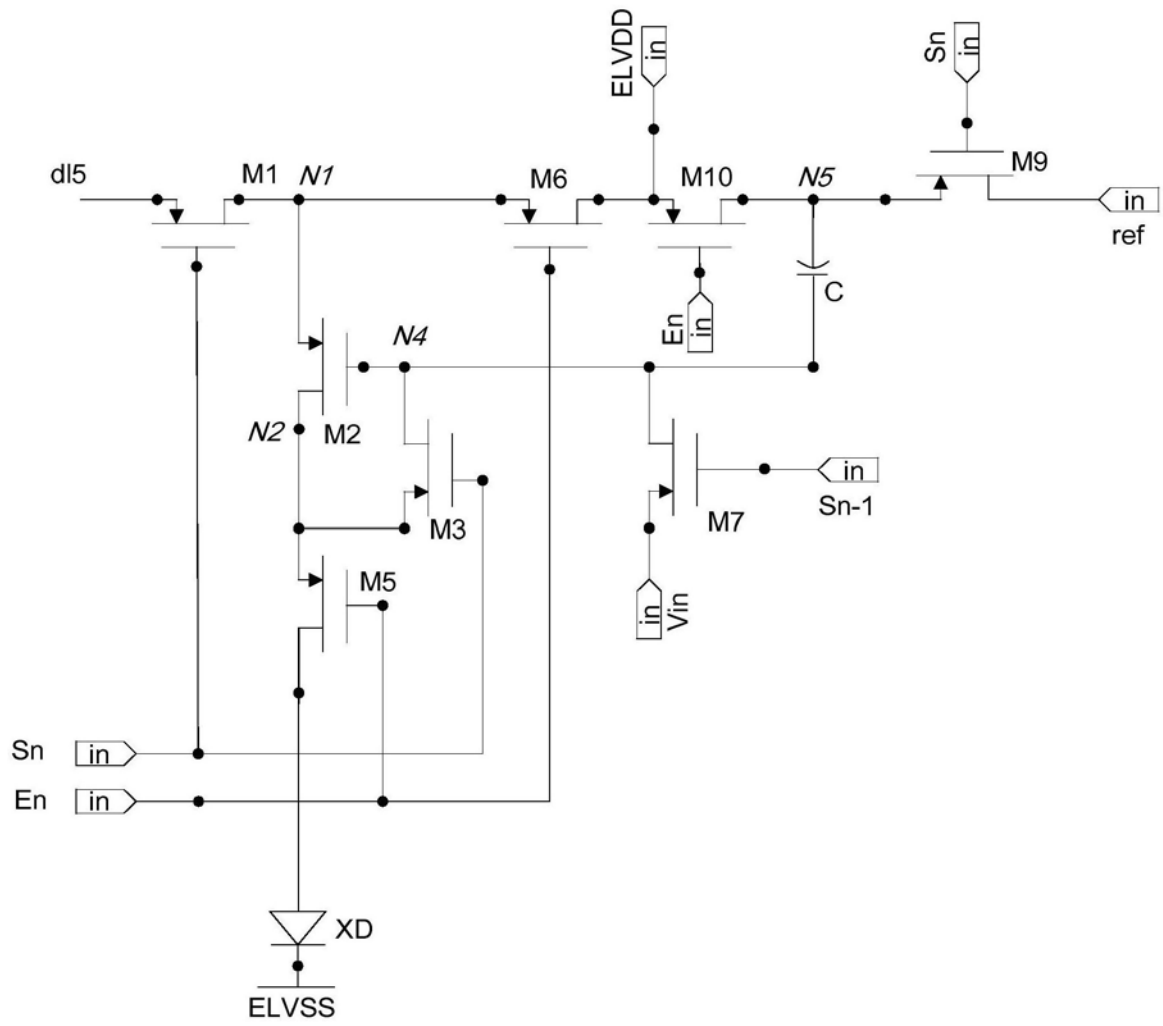 ELVDD
in
Sn
in
dl5
M1
N1
M6
M10
N5
M9
in
ref
En
in
C
N4
N2
M2
M3
M7
in
Sn-1
M5
in
Vin
Sn
in
En
in
XD
ELVSS